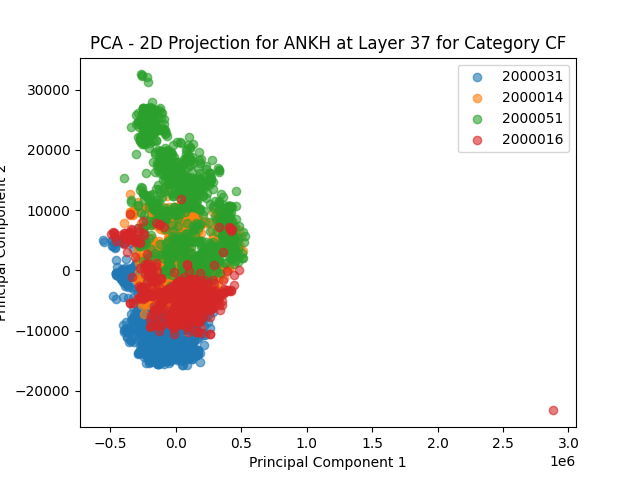 PCA - 2D Projection for ANKH at Layer 37 for Category CF
2000031
2000014
2000051
2000016
30000
20000
10000
0
−10000
−20000
Principal Component 2
−0.5 0.0 0.5 1.0 1.5 2.0 2.5 3.0
1e6
Principal Component 1